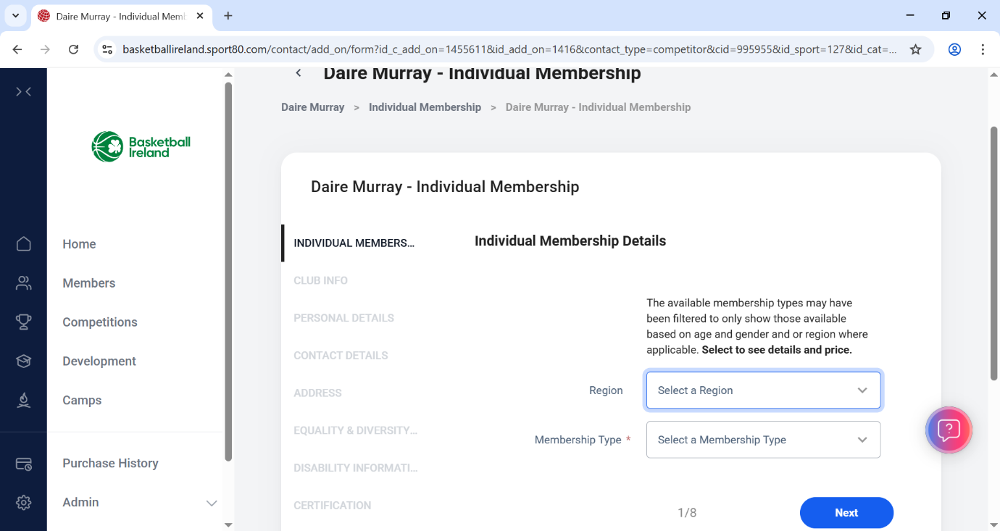 Daire Murray - Individual Memb
basketballireland.sport80.com/contact/add_on/form?id_c_add_on=1455611&id_add_on=1416&contact_type=competitor&cid=995955&id_sport=127&id_cat=...
Basketball
Ireland
Home
Members
Competitions
Development
Camps
Purchase History
Admin
Daire Murray - Individual Membership
Daire Murray > Individual Membership > Daire Murray - Individual Membership
Daire Murray - Individual Membership
INDIVIDUAL MEMBERS...
CLUB INFO
PERSONAL DETAILS
CONTACT DETAILS
ADDRESS
EQUALITY & DIVERSITY...
DISABILITY INFORMATI...
CERTIFICATION
Individual Membership Details
The available membership types may have
been filtered to only show those available
based on age and gender and or region where
applicable. Select to see details and price.
Region Select a Region
Membership Type * Select a Membership Type
1/8 Next